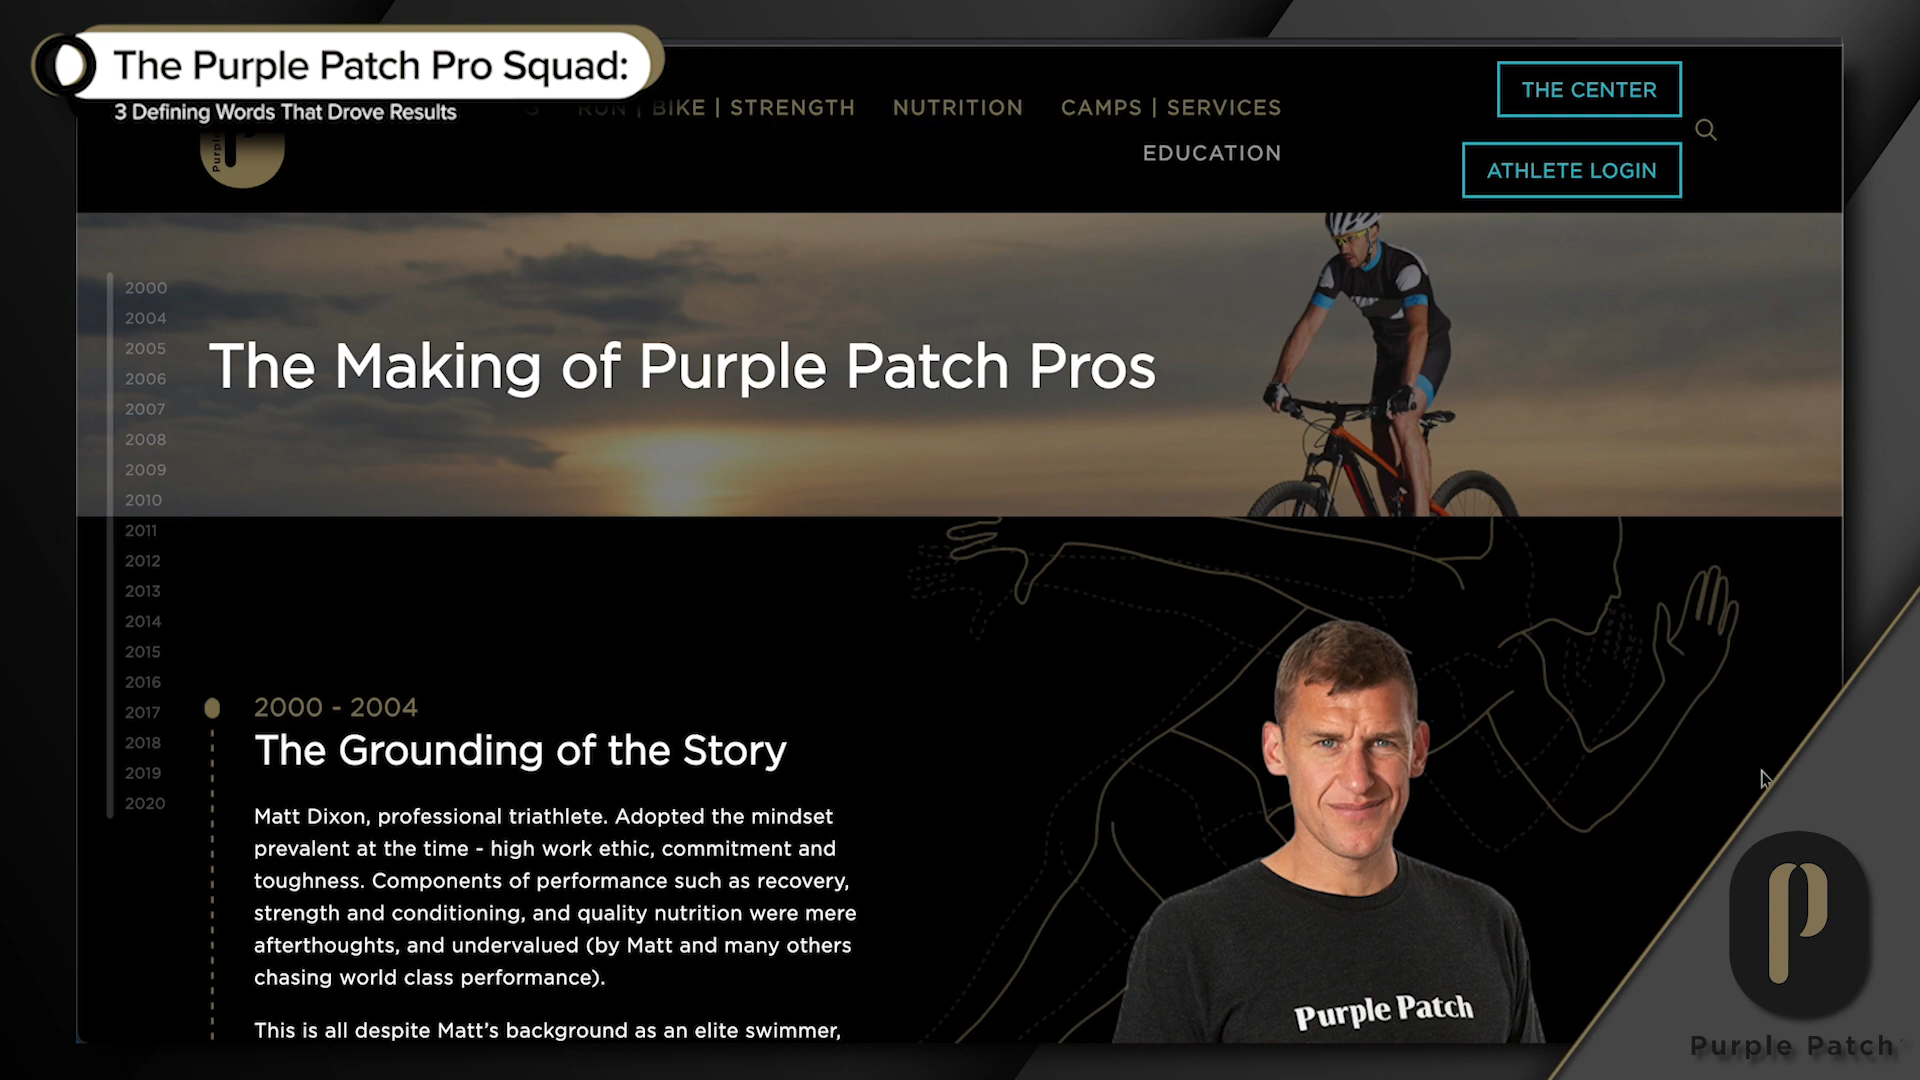 The Purple Patch Pro Squad:
3 Defining Words That Drove Results
RUN | BIKE | STRENGTH
NUTRITION
CAMPS | SERVICES
EDUCATION
THE CENTER
ATHLETE LOGIN
Purple
The Making of Purple Patch Pros
2000
2004
2005
2006
2007
2008
2009
2010
2011
2012
2013
2014
2015
2016
2017
2018
2019
2020
2000 - 2004
The Grounding of the Story
Matt Dixon, professional triathlete. Adopted the mindset
prevalent at the time - high work ethic, commitment and
toughness. Components of performance such as recovery,
strength and conditioning, and quality nutrition were mere
afterthoughts, and undervalued (by Matt and many others
chasing world class performance).
This is all despite Matt’s background as an elite swimmer,
Purple Patch
Purple Patch